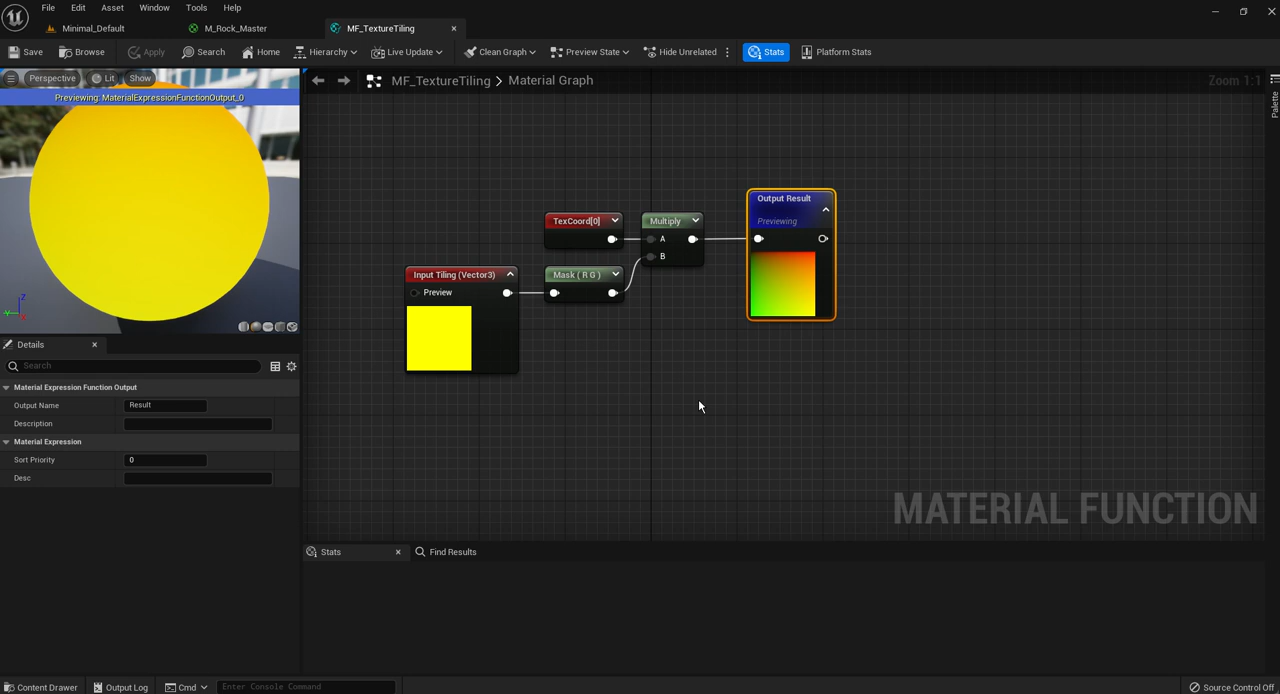 File Edit Asset Window Tools Help
Minimal_Default M_Rock_Master MF_TextureTiling
Save Browse Apply Search Home Hierarchy Live Update Clean Graph Preview State Hide Unrelated Stats Platform Stats
Perspective Lit Show
Previewing: MaterialExpressionFunctionOutput_0
MF_TextureTiling > Material Graph
Zoom 1:1
Palette
TexCoord[0]
Multiply
A
B
Input Tiling (Vector3)
Preview
Mask ( R G )
Output Result
Previewing
Z
Y
X
Details
Search
Material Expression Function Output
Output Name Result
Description
Material Expression
Sort Priority 0
Desc
MATERIAL FUNCTION
Stats Find Results
Content Drawer Output Log Cmd Enter Console Command Source Control Off